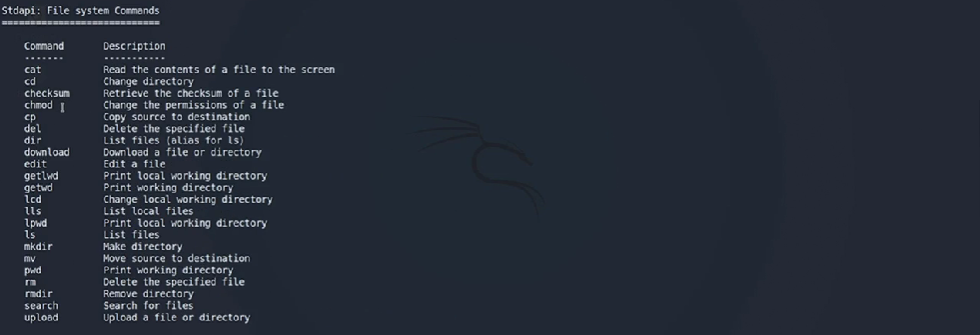 Stdapi: File system Commands
============================
Command Description
------- -----------
cat Read the contents of a file to the screen
cd Change directory
checksum Retrieve the checksum of a file
chmod Change the permissions of a file
cp Copy source to destination
del Delete the specified file
dir List files (alias for ls)
download Download a file or directory
edit Edit a file
getlwd Print local working directory
getwd Print working directory
lcd Change local working directory
lls List local files
lpwd Print local working directory
ls List files
mkdir Make directory
mv Move source to destination
pwd Print working directory
rm Delete the specified file
rmdir Remove directory
search Search for files
upload Upload a file or directory